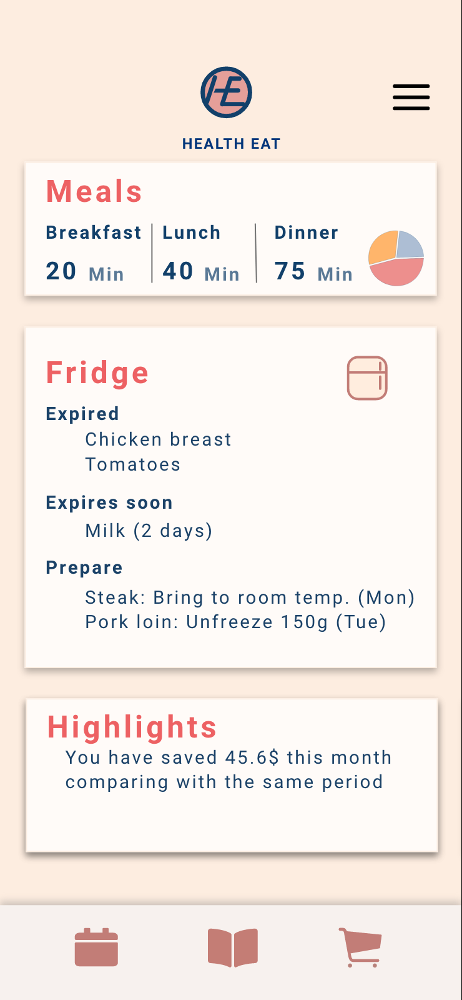 HE
HEALTH EAT
Meals
Breakfast Lunch Dinner
20 Min 40 Min 75 Min
Fridge
Expired
Chicken breast
Tomatoes
Expires soon
Milk (2 days)
Prepare
Steak: Bring to room temp. (Mon)
Pork loin: Unfreeze 150g (Tue)
Highlights
You have saved 45.6$ this month
comparing with the same period